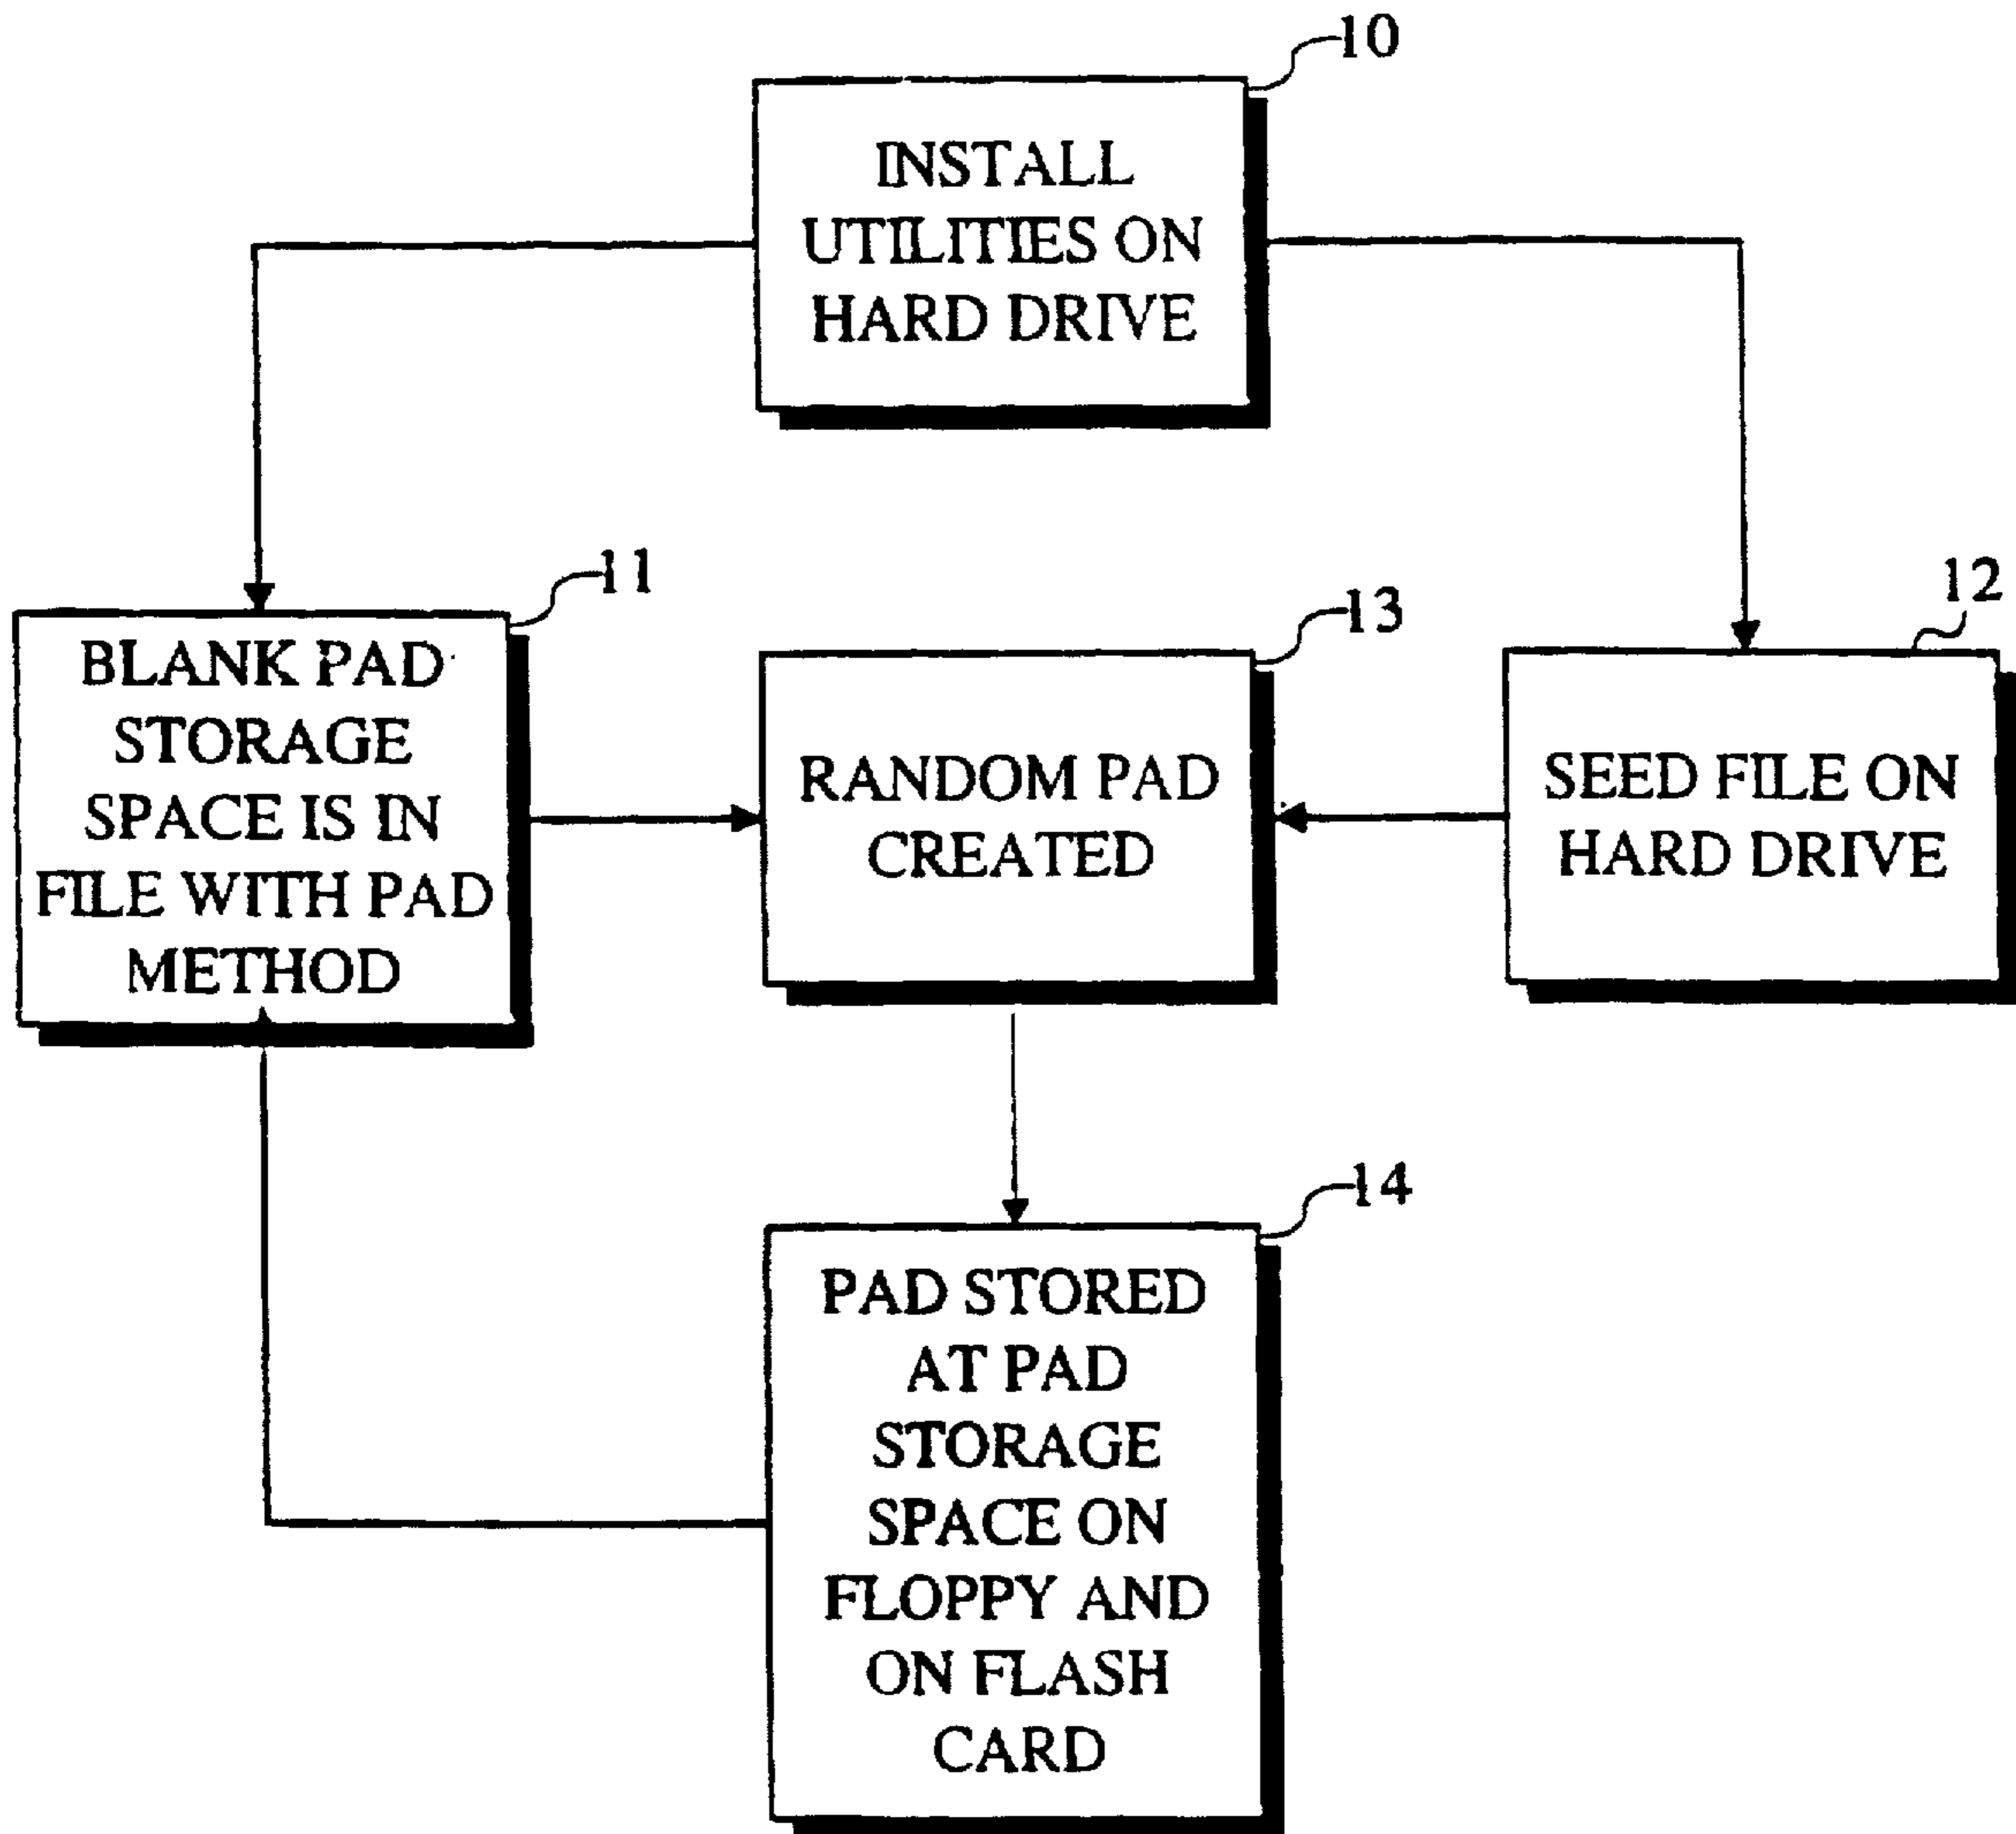 10
INSTALL
UTILITIES ON
HARD DRIVE
11
BLANK PAD
STORAGE
SPACE IS IN
FILE WITH PAD
METHOD
13
RANDOM PAD
CREATED
12
SEED FILE ON
HARD DRIVE
14
PAD STORED
AT PAD
STORAGE
SPACE ON
FLOPPY AND
ON FLASH
CARD